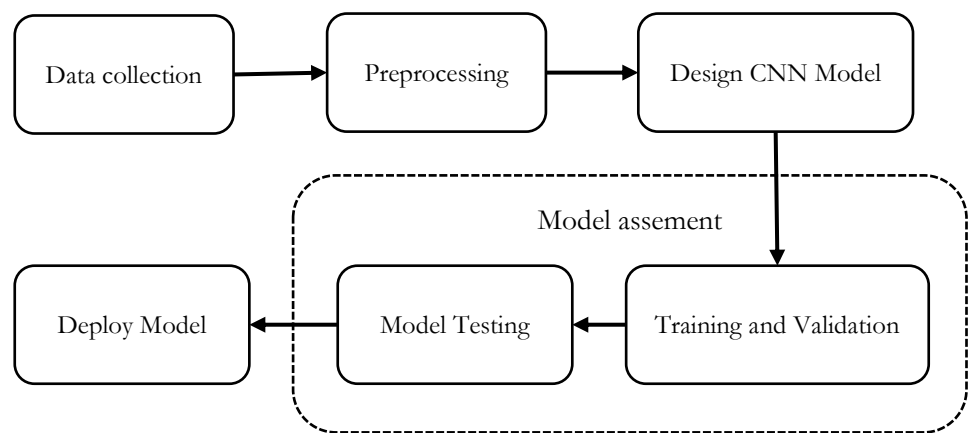 Data collection
Preprocessing
Design CNN Model
Model assement
Training and Validation
Model Testing
Deploy Model